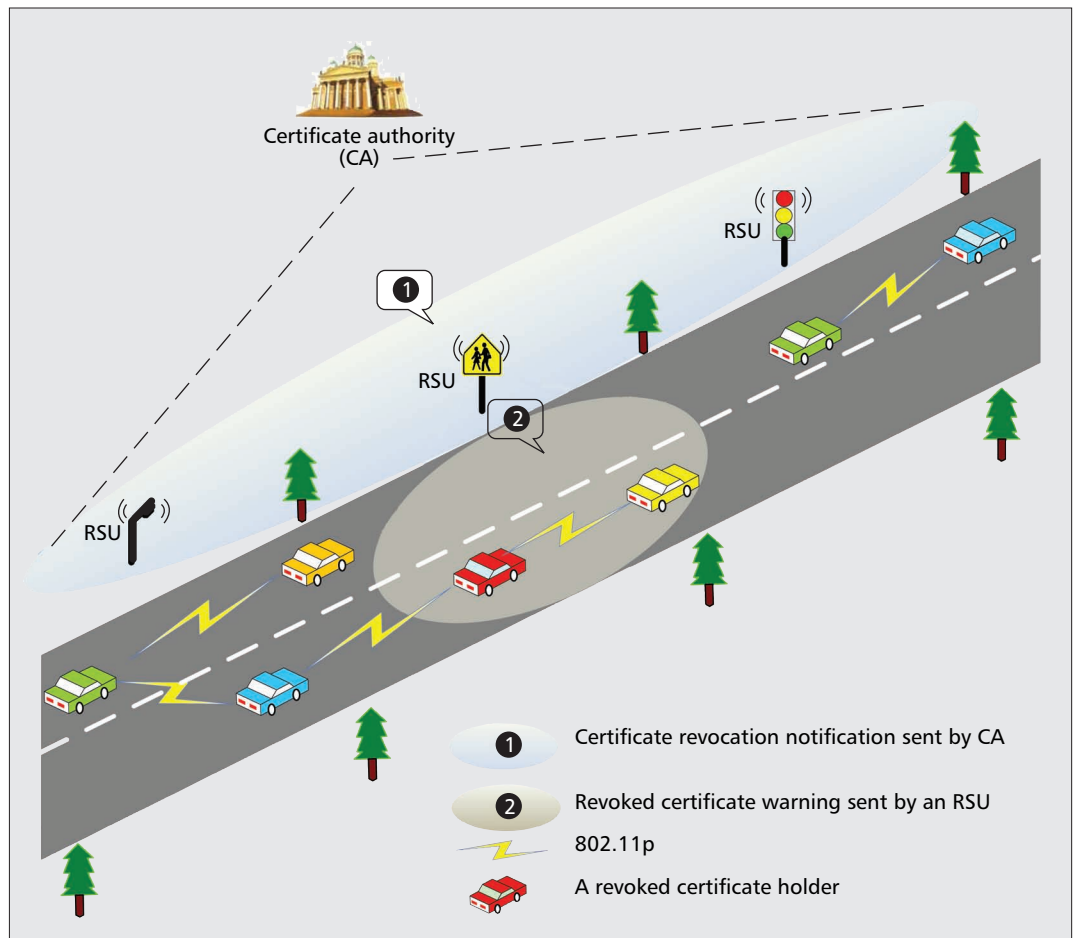 Certificate authority
(CA)
RSU
1
RSU
2
RSU
1 Certificate revocation notification sent by CA
2 Revoked certificate warning sent by an RSU
802.11p
A revoked certificate holder